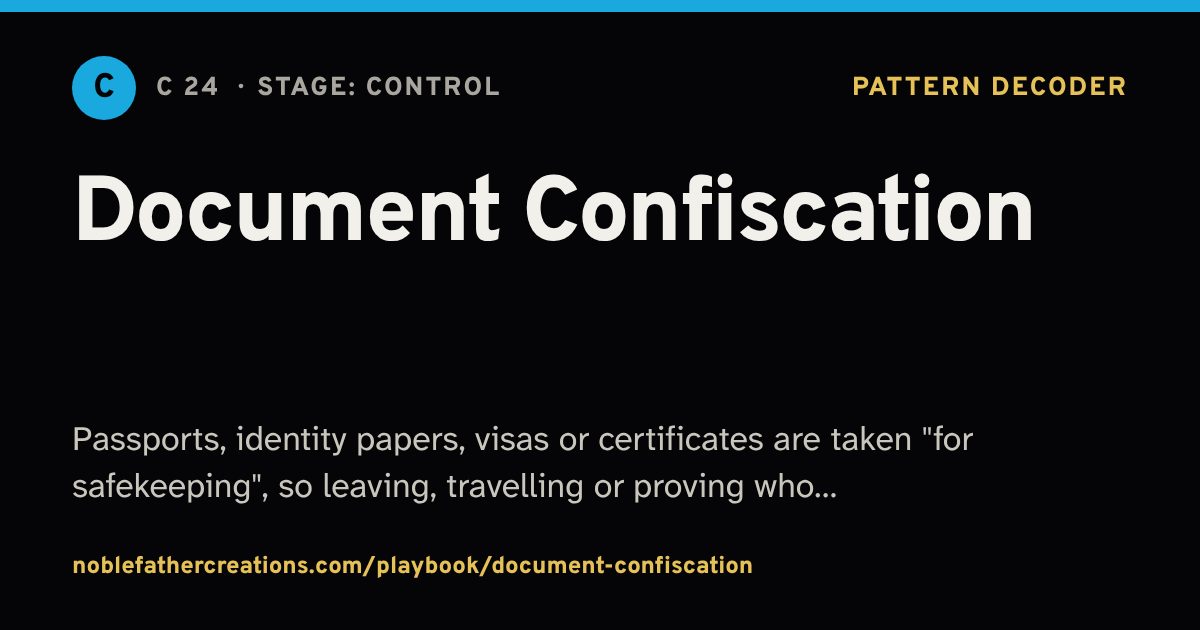 C
C 24 · STAGE: CONTROL
PATTERN DECODER
Document Confiscation
Passports, identity papers, visas or certificates are taken "for
safekeeping", so leaving, travelling or proving who...
noblefathercreations.com/playbook/document-confiscation